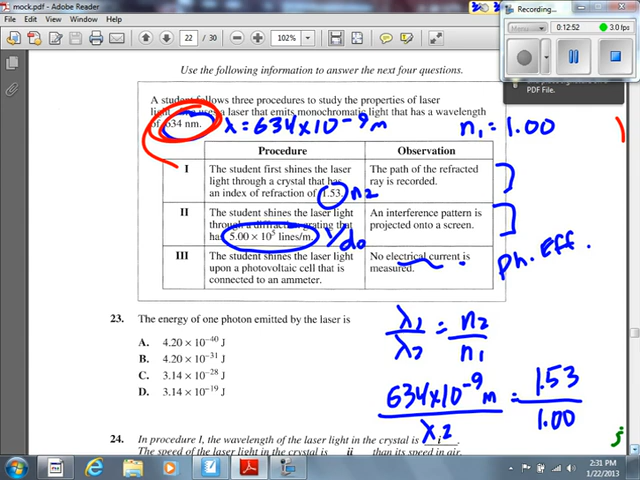 mock.pdf - Adobe
Recording...
Menu
00:12:52
3.0 fps
File Edit View Window Help
22 / 30
102%
PDF File.
Use the following information to answer the next four questions.
A student follows three procedures to study the properties of laser
light. use a laser that emits monochromatic light that has a wavelength
of 634 nm.
λ = 634 x 10⁻⁹ m
n₁ = 1.00
Procedure Observation
I The student first shines the laser light through a crystal that has an index of refraction of 1.53. n₂
The path of the refracted ray is recorded.
II The student shines the laser light through a diffraction grating that has 5.00 × 10⁵ lines/m. 1/d
An interference pattern is projected onto a screen.
III The student shines the laser light upon a photovoltaic cell that is connected to an ammeter.
No electrical current is measured.
Ph. Eff.
23. The energy of one photon emitted by the laser is
A. 4.20 × 10⁻⁴⁰ J
B. 4.20 × 10⁻³¹ J
C. 3.14 × 10⁻²⁸ J
D. 3.14 × 10⁻¹⁹ J
λ₁/λ₂ = n₂/n₁
634 x 10⁻⁹ m/λ₂ = 1.53/1.00
24. In procedure I, the wavelength of the laser light in the crystal is i.
The speed of the light in the crystal is ii than its speed in air.
2:31 PM
1/22/2013